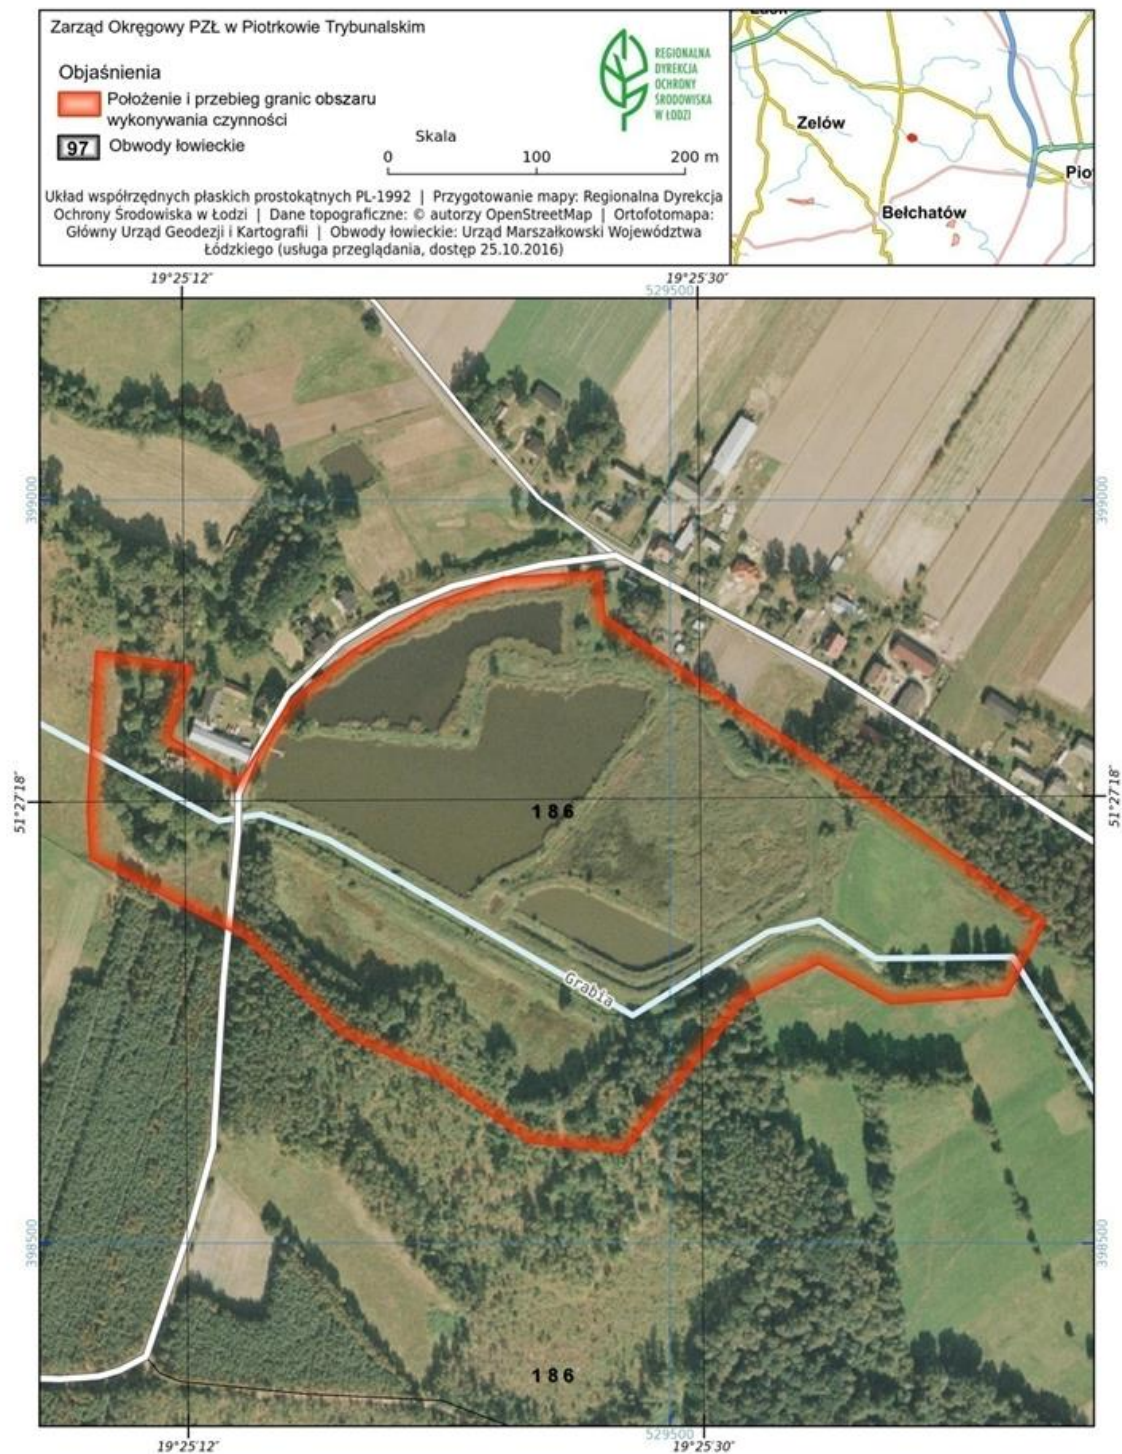 Zarząd Okręgowy PZŁ w Piotrkowie Trybunalskim
Objaśnienia
Położenie i przebieg granic obszaru
wykonywania czynności
97 Obwody łowieckie
REGIONALNA
DYREKCJA
OCHRONY
ŚRODOWISKA
W ŁODZI
Skala
0 100 200 m
Układ współrzędnych płaskich prostokątnych PL-1992 | Przygotowanie mapy: Regionalna Dyrekcja
Ochrony Środowiska w Łodzi | Dane topograficzne: © autorzy OpenStreetMap | Ortofotomapa:
Główny Urząd Geodezji i Kartografii | Obwody łowieckie: Urząd Marszałkowski Województwa
Łódzkiego (usługa przeglądania, dostęp 25.10.2016)
Zelów
Piot
Bełchatów
19°25'12"
19°25'30"
529500
399000
399000
51°27'18"
51°27'18"
186
Grabia
398500
398500
186
529500
19°25'12"
19°25'30"